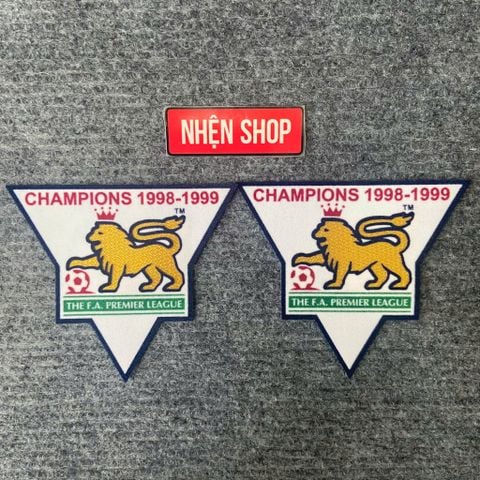 NHỆN SHOP
CHAMPIONS 1998-1999
TM
THE F.A. PREMIER LEAGUE
CHAMPIONS 1998-1999
TM
THE F.A. PREMIER LEAGUE